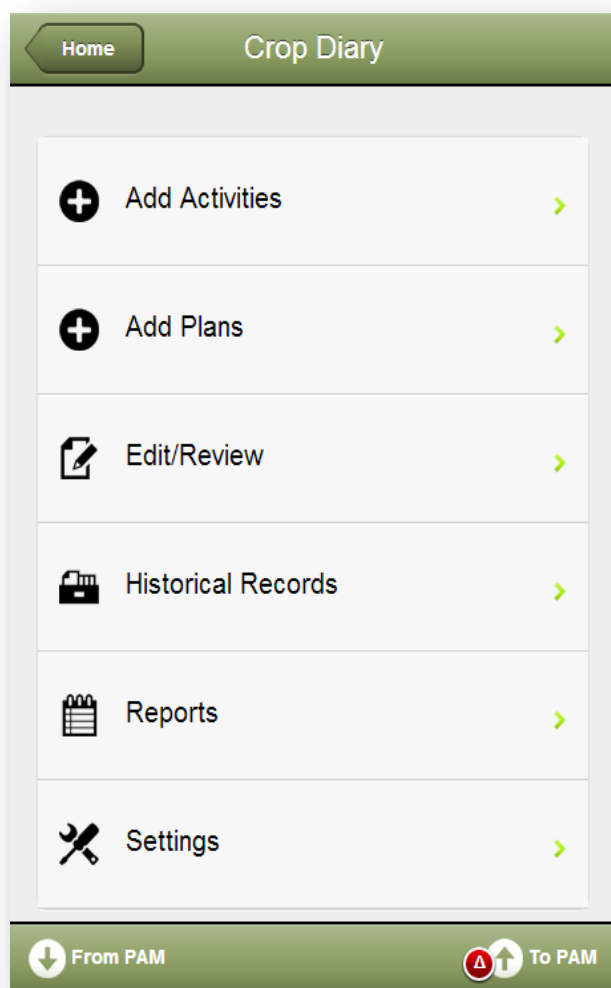 Home
Crop Diary
Add Activities
Add Plans
Edit/Review
Historical Records
Reports
Settings
From PAM
Δ
To PAM